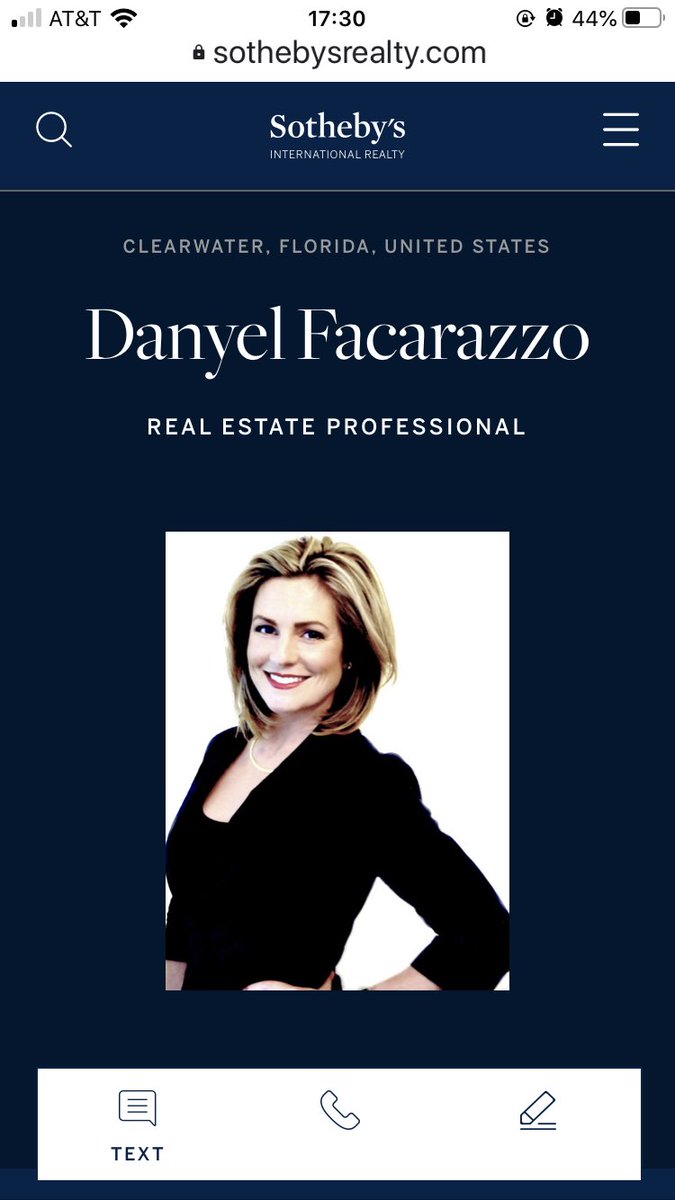 AT&T 17:30 44%
sothebysrealty.com
Sotheby's
INTERNATIONAL REALTY
CLEARWATER, FLORIDA, UNITED STATES
Danyel Facarazzo
REAL ESTATE PROFESSIONAL
TEXT